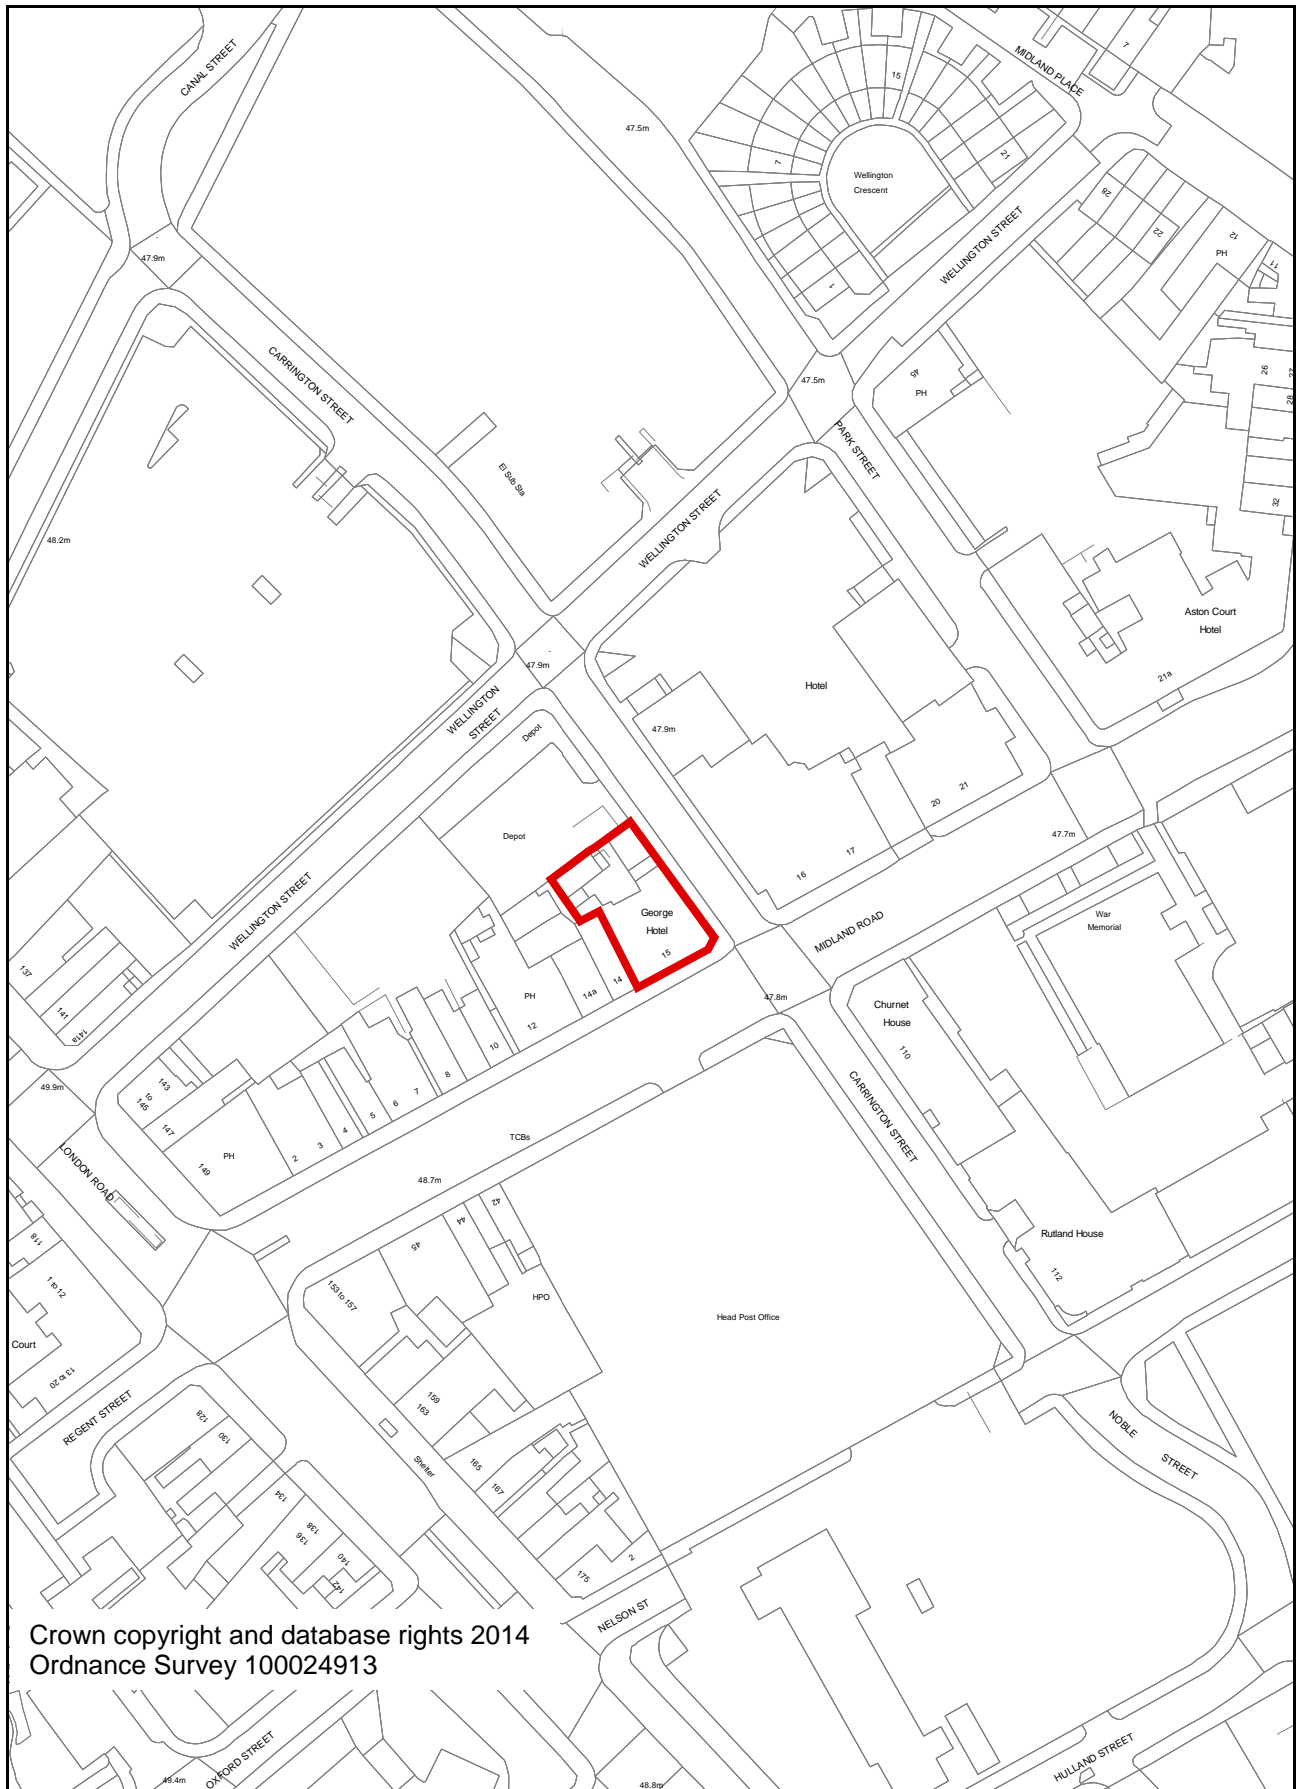 CANAL STREET
MIDLAND PLACE
7
15
47.5m
7
Wellington
Crescent
21
WELLINGTON STREET
28
22
12
PH
11
47.9m
1
CARRINGTON STREET
47.5m
45
PH
26
27
28
PARK STREET
El Sub Sta
WELLINGTON STREET
32
48.2m
Aston Court
Hotel
21a
47.9m
Hotel
WELLINGTON
STREET
Depot
47.9m
20
21
Depot
47.7m
17
16
WELLINGTON STREET
George
Hotel
15
War
Memorial
MIDLAND ROAD
137
141
141a
14
14a
PH
12
47.8m
Churnet
House
110
10
8
7
6
5
4
3
2
49.9m
143
to
145
147
149
PH
CARRINGTON STREET
TCBs
LONDON ROAD
48.7m
42
44
45
118
1 to 12
153 to 157
HPO
Rutland House
112
Head Post Office
Court
13 to 20
REGENT STREET
128
130
159
163
NOBLE
STREET
Shelter
165
167
134
136
138
140
142
175
2
NELSON ST
Crown copyright and database rights 2014
Ordnance Survey 100024913
OXFORD STREET
49.4m
48.8m
HULLAND STREET